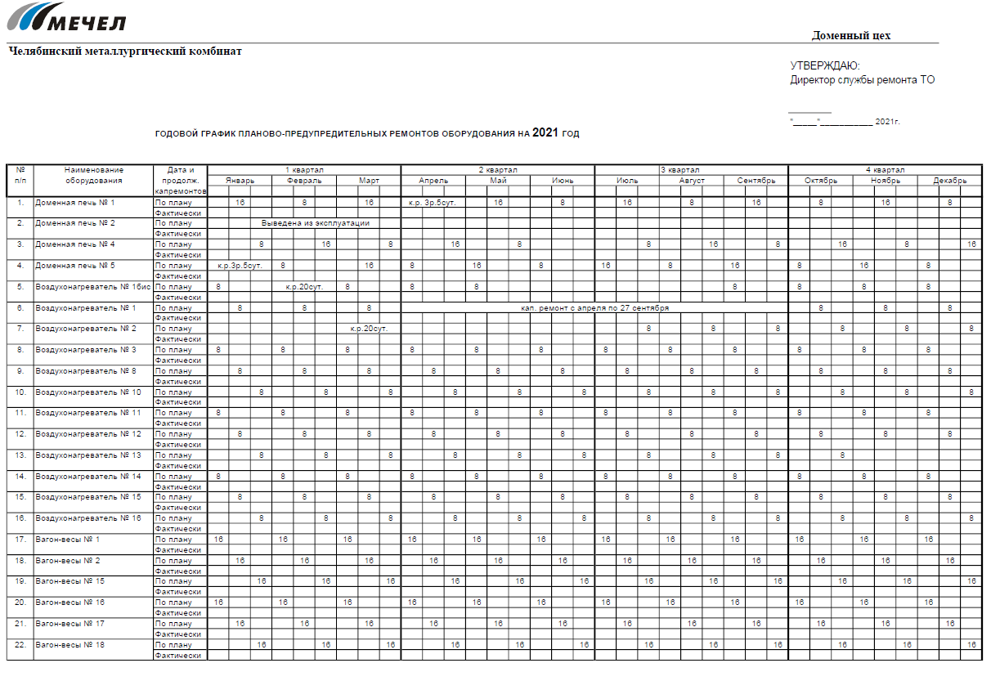 МЕЧЕЛ
Доменный цех
Челябинский металлургический комбинат
УТВЕРЖДАЮ:
Директор службы ремонта ТО
"_____"___________ 2021г.
ГОДОВОЙ ГРАФИК ПЛАНОВО-ПРЕДУПРЕДИТЕЛЬНЫХ РЕМОНТОВ ОБОРУДОВАНИЯ НА 2021 ГОД
№ Наименование Дата и 1 квартал 2 квартал 3 квартал 4 квартал
п/п оборудования продолж. Январь Февраль Март Апрель Май Июнь Июль Август Сентябрь Октябрь Ноябрь Декабрь
капремонтов
1. Доменная печь № 1 По плану 16 8 16 к.р. 3р.5сут. 16 8 16 8 16 8 16 8
Фактически
2. Доменная печь № 2 По плану Выведена из эксплуатации
Фактически
3. Доменная печь № 4 По плану 8 16 8 16 8 8 16 8 16 8 16
Фактически
4. Доменная печь № 5 По плану к.р.3р.5сут. 8 16 8 16 8 16 8 16 8 16 8
Фактически
5. Воздухонагреватель № 1бис По плану 8 к.р.20сут. 8 8 8 8 8 8 8
Фактически
6. Воздухонагреватель № 1 По плану 8 8 8 кап. ремонт с апреля по 27 сентября 8 8 8
Фактически
7. Воздухонагреватель № 2 По плану к.р.20сут. 8 8 8 8 8 8
Фактически
8. Воздухонагреватель № 3 По плану 8 8 8 8 8 8 8 8 8 8 8 8
Фактически
9. Воздухонагреватель № 8 По плану 8 8 8 8 8 8 8 8 8 8 8 8
Фактически
10. Воздухонагреватель № 10 По плану 8 8 8 8 8 8 8 8 8 8 8 8
Фактически
11. Воздухонагреватель № 11 По плану 8 8 8 8 8 8 8 8 8 8 8 8
Фактически
12. Воздухонагреватель № 12 По плану 8 8 8 8 8 8 8 8 8 8 8 8
Фактически
13. Воздухонагреватель № 13 По плану 8 8 8 8 8 8 8 8 8 8
Фактически
14. Воздухонагреватель № 14 По плану 8 8 8 8 8 8 8 8 8 8 8 8
Фактически
15. Воздухонагреватель № 15 По плану 8 8 8 8 8 8 8 8 8 8 8 8
Фактически
16. Воздухонагреватель № 16 По плану 8 8 8 8 8 8 8 8 8 8 8 8
Фактически
17. Вагон-весы № 1 По плану 16 16 16 16 16 16 16 16 16 16 16 16
Фактически
18. Вагон-весы № 2 По плану 16 16 16 16 16 16 16 16 16 16 16 16
Фактически
19. Вагон-весы № 15 По плану 16 16 16 16 16 16 16 16 16 16 16 16
Фактически
20. Вагон-весы № 16 По плану 16 16 16 16 16 16 16 16 16 16 16 16
Фактически
21. Вагон-весы № 17 По плану 16 16 16 16 16 16 16 16 16 16 16 16
Фактически
22. Вагон-весы № 18 По плану 16 16 16 16 16 16 16 16 16 16 16 16
Фактически